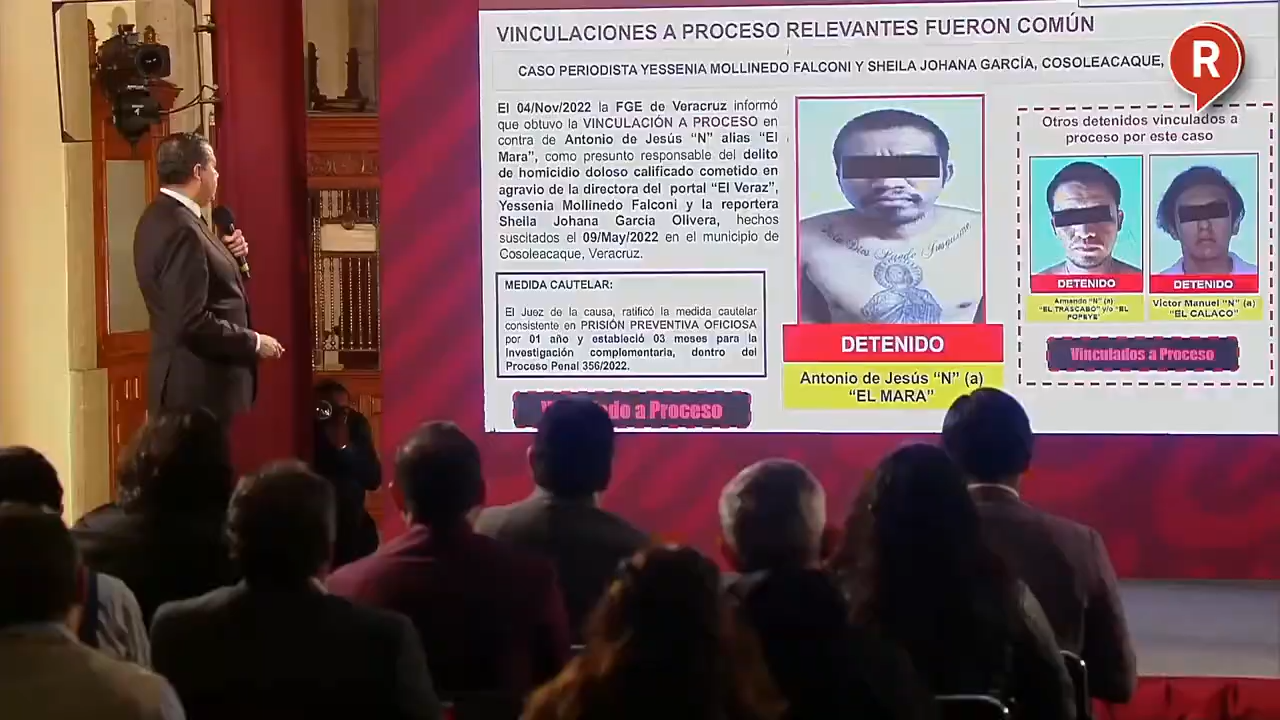 VINCULACIONES A PROCESO RELEVANTES FUERON COMÚN
CASO PERIODISTA YESSENIA MOLLINEDO FALCONI Y SHEILA JOHANA GARCÍA, COSOLEACAQUE,
R
El 04/Nov/2022 la FGE de Veracruz informó
que obtuvo la VINCULACIÓN A PROCESO en
contra de Antonio de Jesús “N” alias “El
Mara”, como presunto responsable del delito
de homicidio doloso calificado cometido en
agravio de la directora del portal “El Veraz”,
Yessenia Mollinedo Falconi y la reportera
Sheila Johana García Olivera, hechos
suscitados el 09/May/2022 en el municipio de
Cosoleacaque, Veracruz.
MEDIDA CAUTELAR:
El Juez de la causa, ratificó la medida cautelar
consistente en PRISIÓN PREVENTIVA OFICIOSA
por 01 año y estableció 03 meses para la
Investigación complementaria, dentro del
Proceso Penal 356/2022.
a Proceso
DETENIDO
Antonio de Jesús “N” (a)
“EL MARA”
Otros detenidos vinculados a
proceso por este caso
DETENIDO
Armando “N” (a)
“EL TRASCABO” y/o “EL
POPEYE”
DETENIDO
Víctor Manuel “N” (a)
“EL CALACO”
Vinculados a Proceso